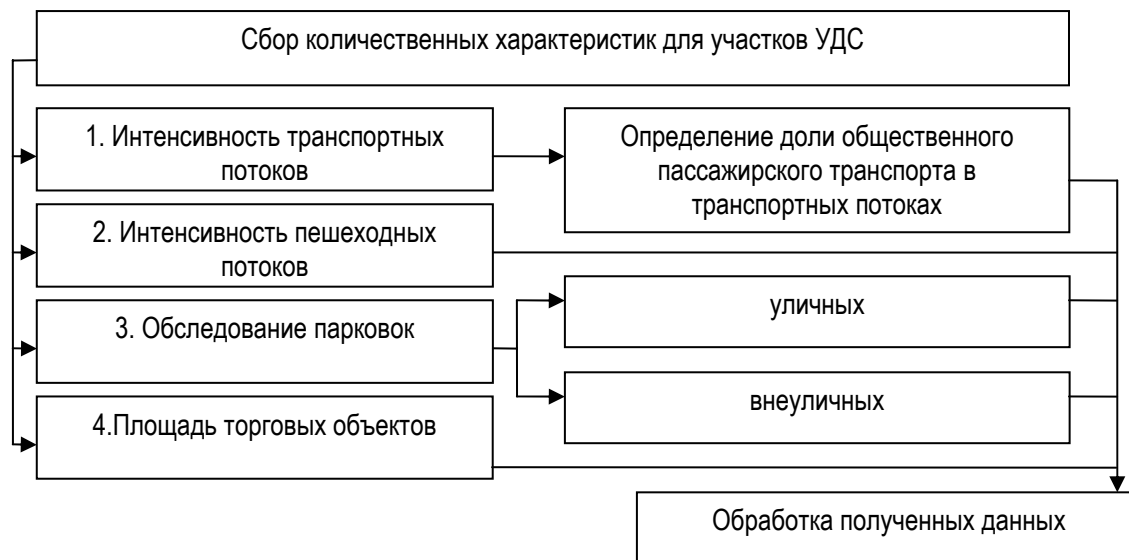 Сбор количественных характеристик для участков УДС
1. Интенсивность транспортных
потоков
Определение доли общественного
пассажирского транспорта в
транспортных потоках
2. Интенсивность пешеходных
потоков
3. Обследование парковок
уличных
внеуличных
4.Площадь торговых объектов
Обработка полученных данных